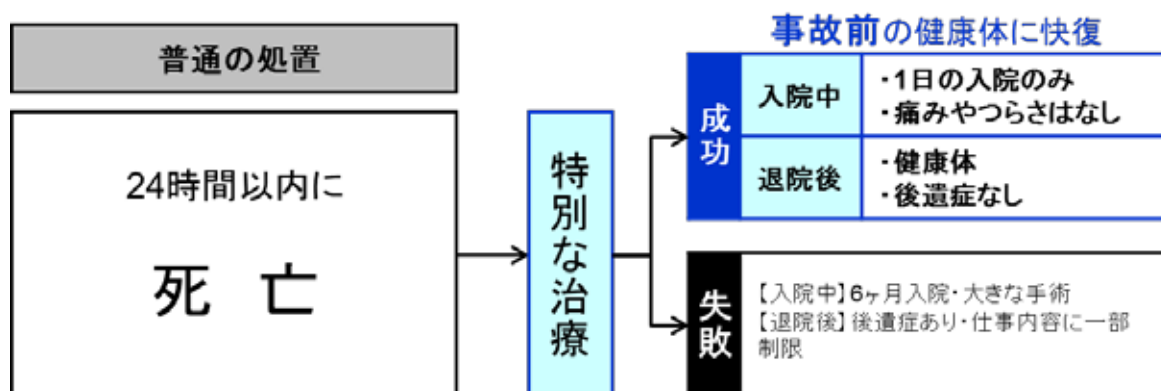 普通の処置
24時間以内に
死 亡
特別な治療
事故前の健康体に快復
成功
入院中
・1日の入院のみ
・痛みやつらさはなし
退院後
・健康体
・後遺症なし
失敗
【入院中】6ヶ月入院・大きな手術
【退院後】後遺症あり・仕事内容に一部
制限